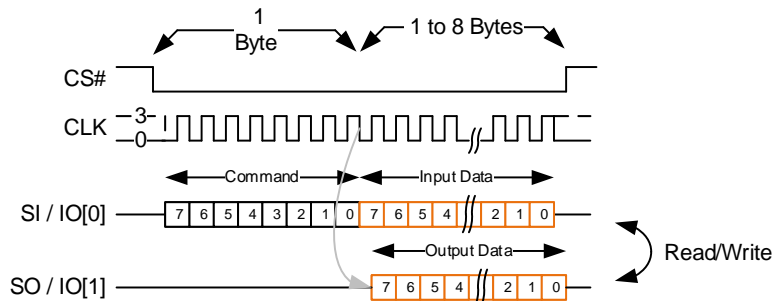 1
Byte
1 to 8 Bytes
CS#
CLK
3
0
Command
Input Data
SI / IO[0]
7 6 5 4 3 2 1 0 7 6 5 4 2 1 0
Output Data
Read/Write
SO / IO[1]
7 6 5 4 2 1 0